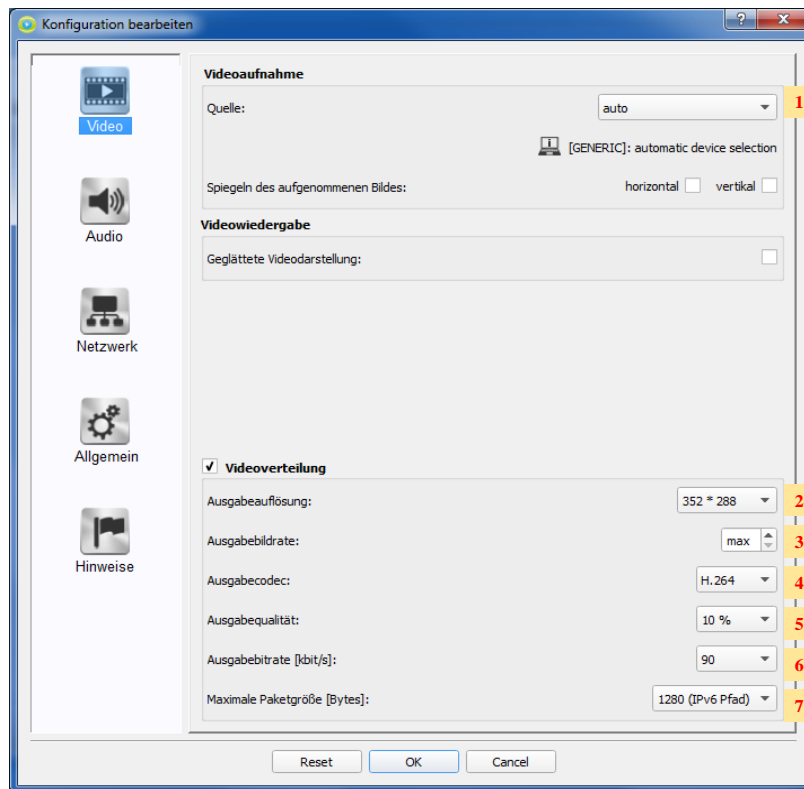 Konfiguration bearbeiten
Video
Audio
Netzwerk
Allgemein
Hinweise
Videoaufnahme
Quelle: auto 1
[GENERIC]: automatic device selection
Spiegeln des aufgenommenen Bildes: horizontal vertikal
Videowiedergabe
Geglättete Videodarstellung:
Videoverteilung
Ausgabeauflösung: 352 * 288 2
Ausgabebildrate: max 3
Ausgabecodec: H.264 4
Ausgabequalität: 10 % 5
Ausgabebitrate [kbit/s]: 90 6
Maximale Paketgröße [Bytes]: 1280 (IPv6 Pfad) 7
Reset OK Cancel